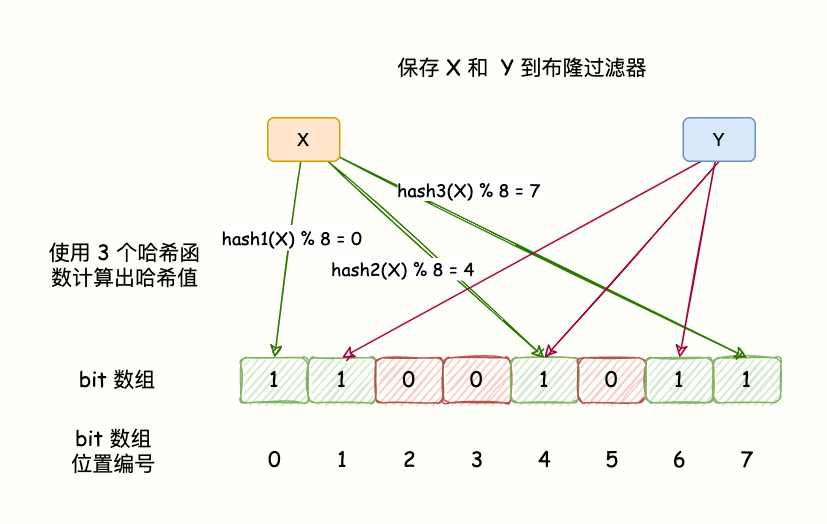 保存 X 和 Y 到布隆过滤器
X
Y
hash3(X) % 8 = 7
hash1(X) % 8 = 0
使用 3 个哈希函
数计算出哈希值
hash2(X) % 8 = 4
bit 数组
1 1 0 0 1 0 1 1
bit 数组
位置编号
0 1 2 3 4 5 6 7